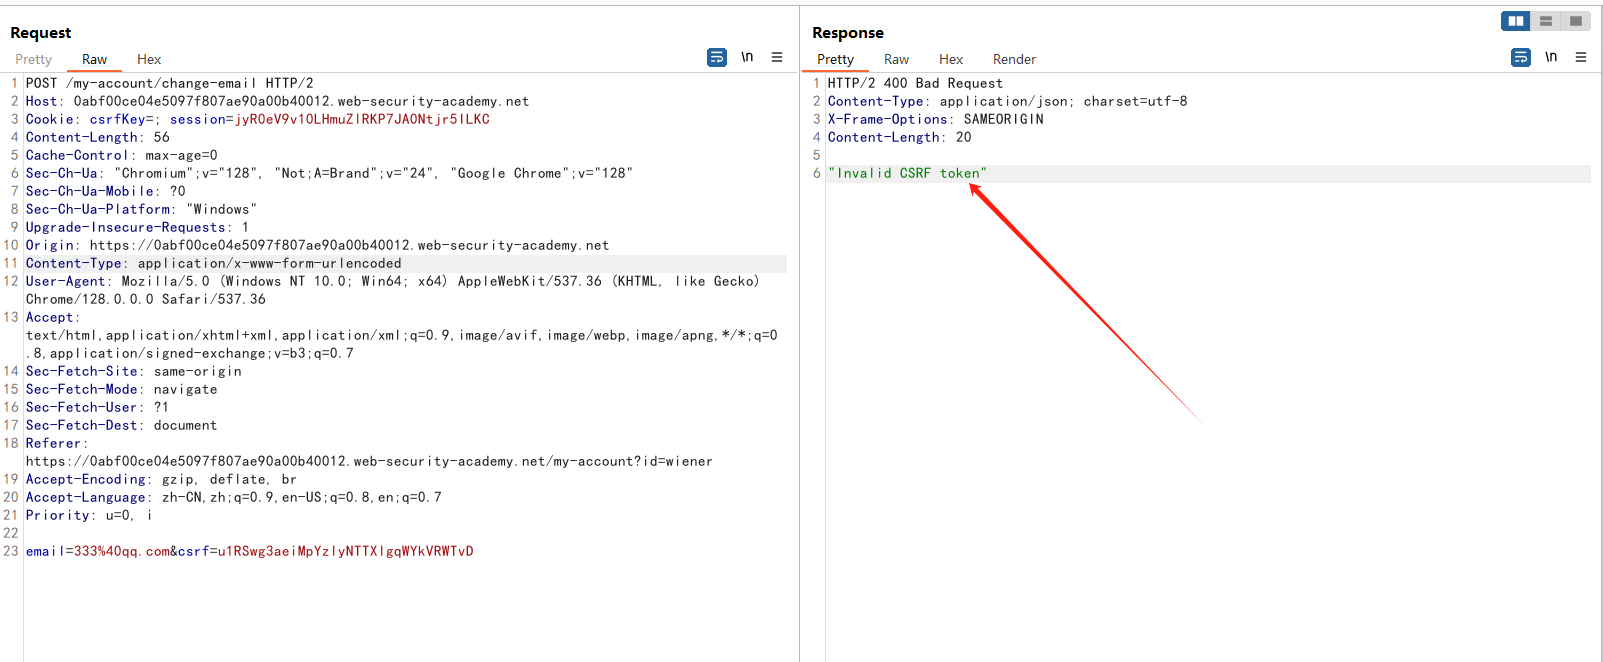 Request
Pretty Raw Hex
\n
1 POST /my-account/change-email HTTP/2
2 Host: 0abf00ce04e5097f807ae90a00b40012.web-security-academy.net
3 Cookie: csrfKey=; session=jyR0eV9v10LHmuZlRKP7JA0Ntjr5ILKC
4 Content-Length: 56
5 Cache-Control: max-age=0
6 Sec-Ch-Ua: "Chromium";v="128", "Not;A=Brand";v="24", "Google Chrome";v="128"
7 Sec-Ch-Ua-Mobile: ?0
8 Sec-Ch-Ua-Platform: "Windows"
9 Upgrade-Insecure-Requests: 1
10 Origin: https://0abf00ce04e5097f807ae90a00b40012.web-security-academy.net
11 Content-Type: application/x-www-form-urlencoded
12 User-Agent: Mozilla/5.0 (Windows NT 10.0; Win64; x64) AppleWebKit/537.36 (KHTML, like Gecko)
Chrome/128.0.0.0 Safari/537.36
13 Accept:
text/html,application/xhtml+xml,application/xml;q=0.9,image/avif,image/webp,image/apng,*/*;q=0
.8,application/signed-exchange;v=b3;q=0.7
14 Sec-Fetch-Site: same-origin
15 Sec-Fetch-Mode: navigate
16 Sec-Fetch-User: ?1
17 Sec-Fetch-Dest: document
18 Referer:
https://0abf00ce04e5097f807ae90a00b40012.web-security-academy.net/my-account?id=wiener
19 Accept-Encoding: gzip, deflate, br
20 Accept-Language: zh-CN,zh;q=0.9,en-US;q=0.8,en;q=0.7
21 Priority: u=0, i
22
23 email=333%40qq.com&csrf=u1RSwg3aeiMpYzlyNTTXlgqWYkVRWTvD
Response
Pretty Raw Hex Render
\n
1 HTTP/2 400 Bad Request
2 Content-Type: application/json; charset=utf-8
3 X-Frame-Options: SAMEORIGIN
4 Content-Length: 20
5
6 "Invalid CSRF token"